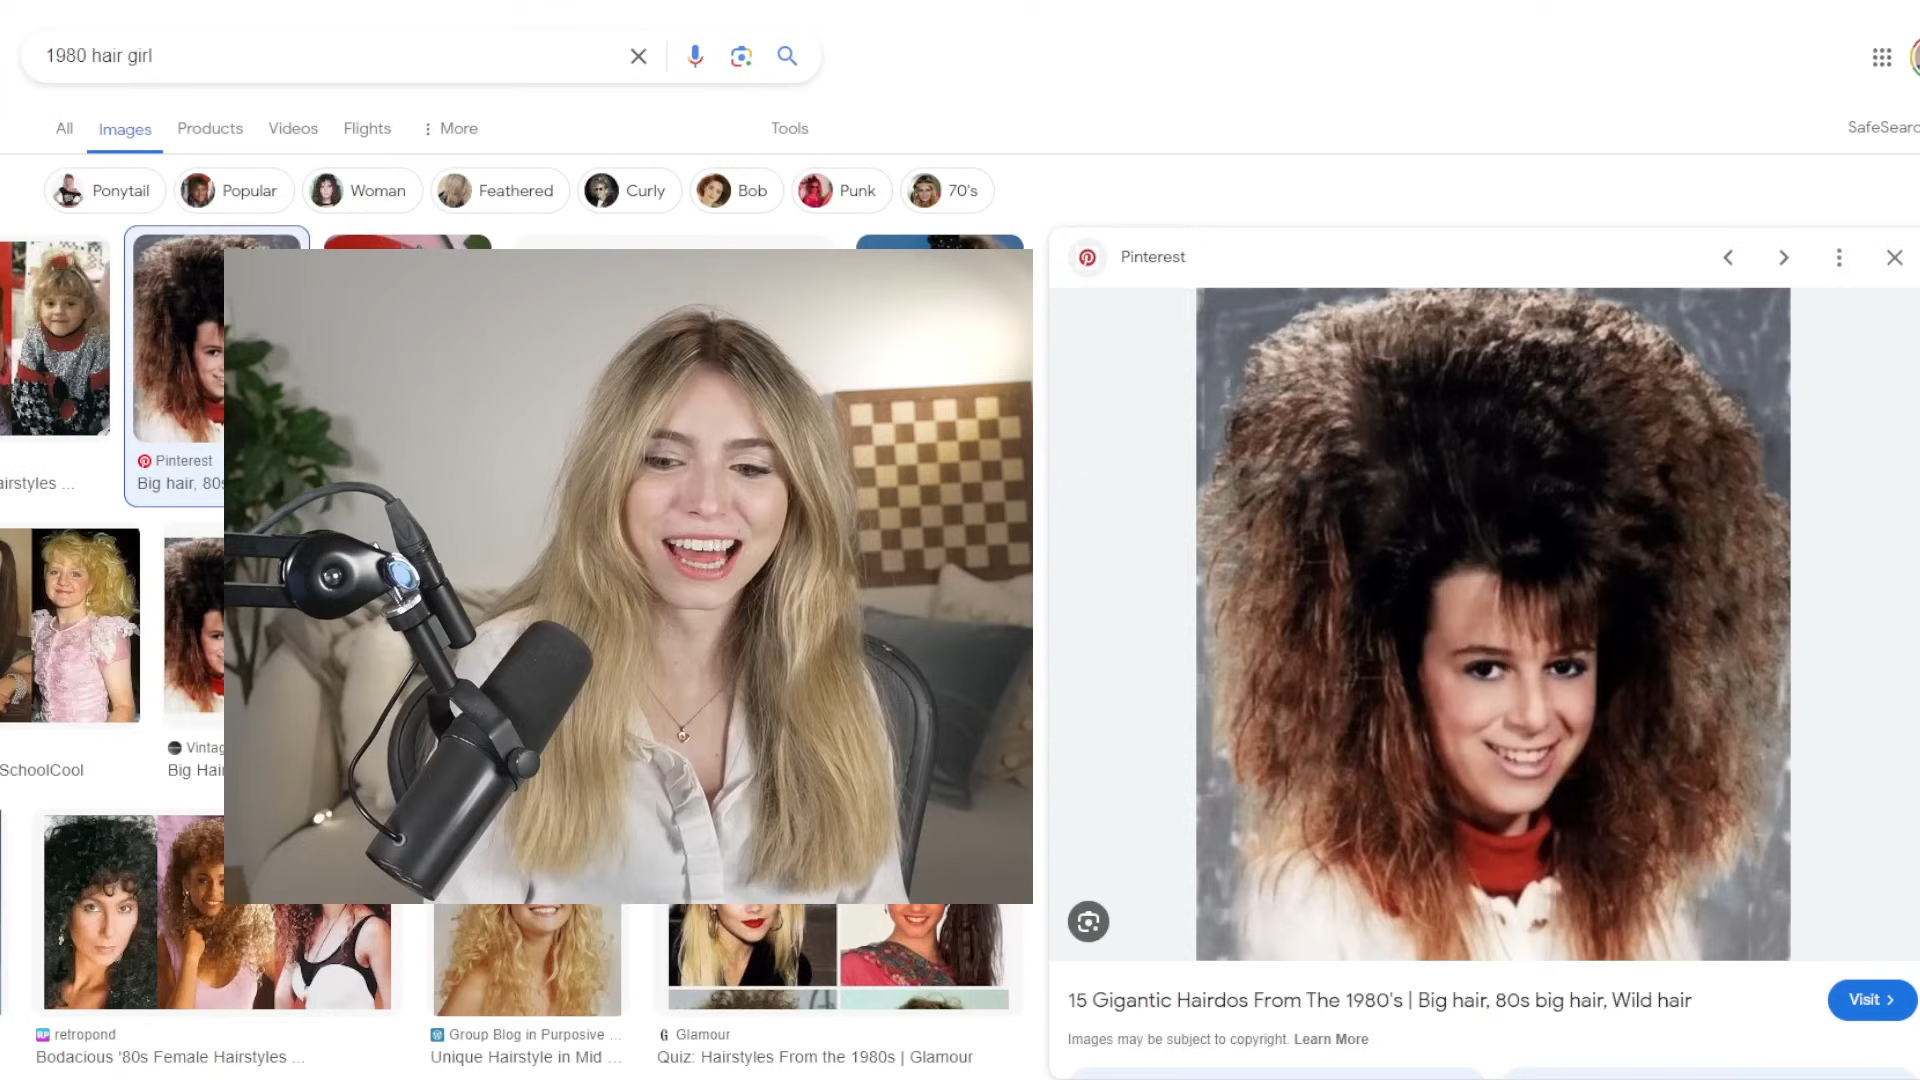 1980 hair girl
All
Images
Products
Videos
Flights
More
Tools
SafeSearc
Ponytail
Popular
Woman
Feathered
Curly
Bob
Punk
70's
Pinterest
Pinterest
Big hair, 80s
airstyles ...
Vintag
SchoolCool
Big Hair
15 Gigantic Hairdos From The 1980's | Big hair, 80s big hair, Wild hair
Visit
Images may be subject to copyright. Learn More
retropond
Bodacious '80s Female Hairstyles ...
Group Blog in Purposive ...
Unique Hairstyle in Mid ...
G Glamour
Quiz: Hairstyles From the 1980s | Glamour